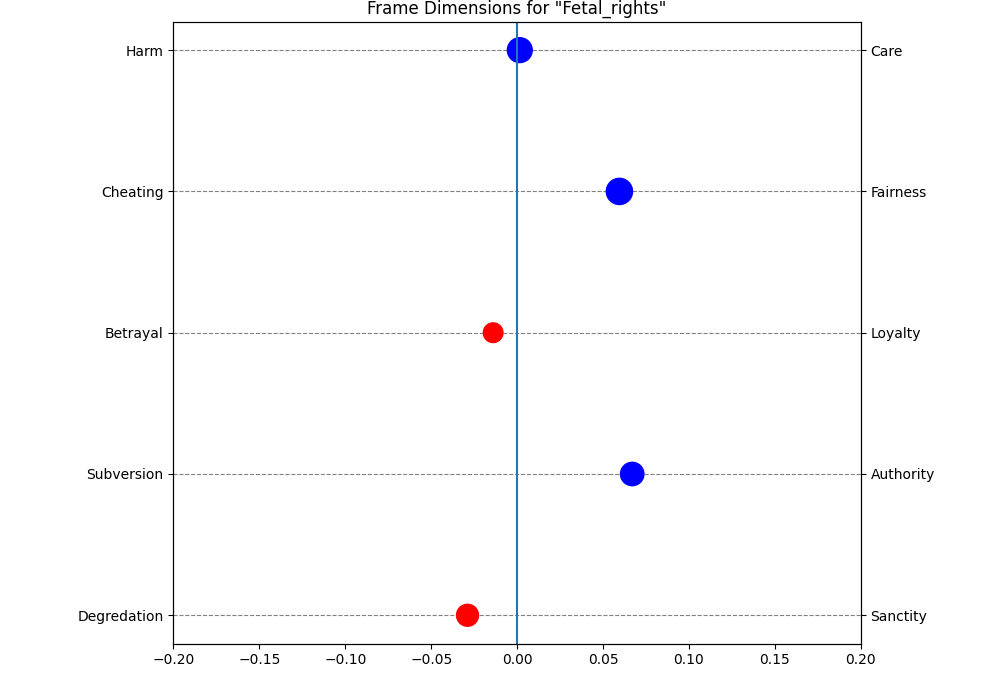 Frame Dimensions for "Fetal_rights"
Harm Care
Cheating Fairness
Betrayal Loyalty
Subversion Authority
Degredation Sanctity
−0.20 −0.15 −0.10 −0.05 0.00 0.05 0.10 0.15 0.20